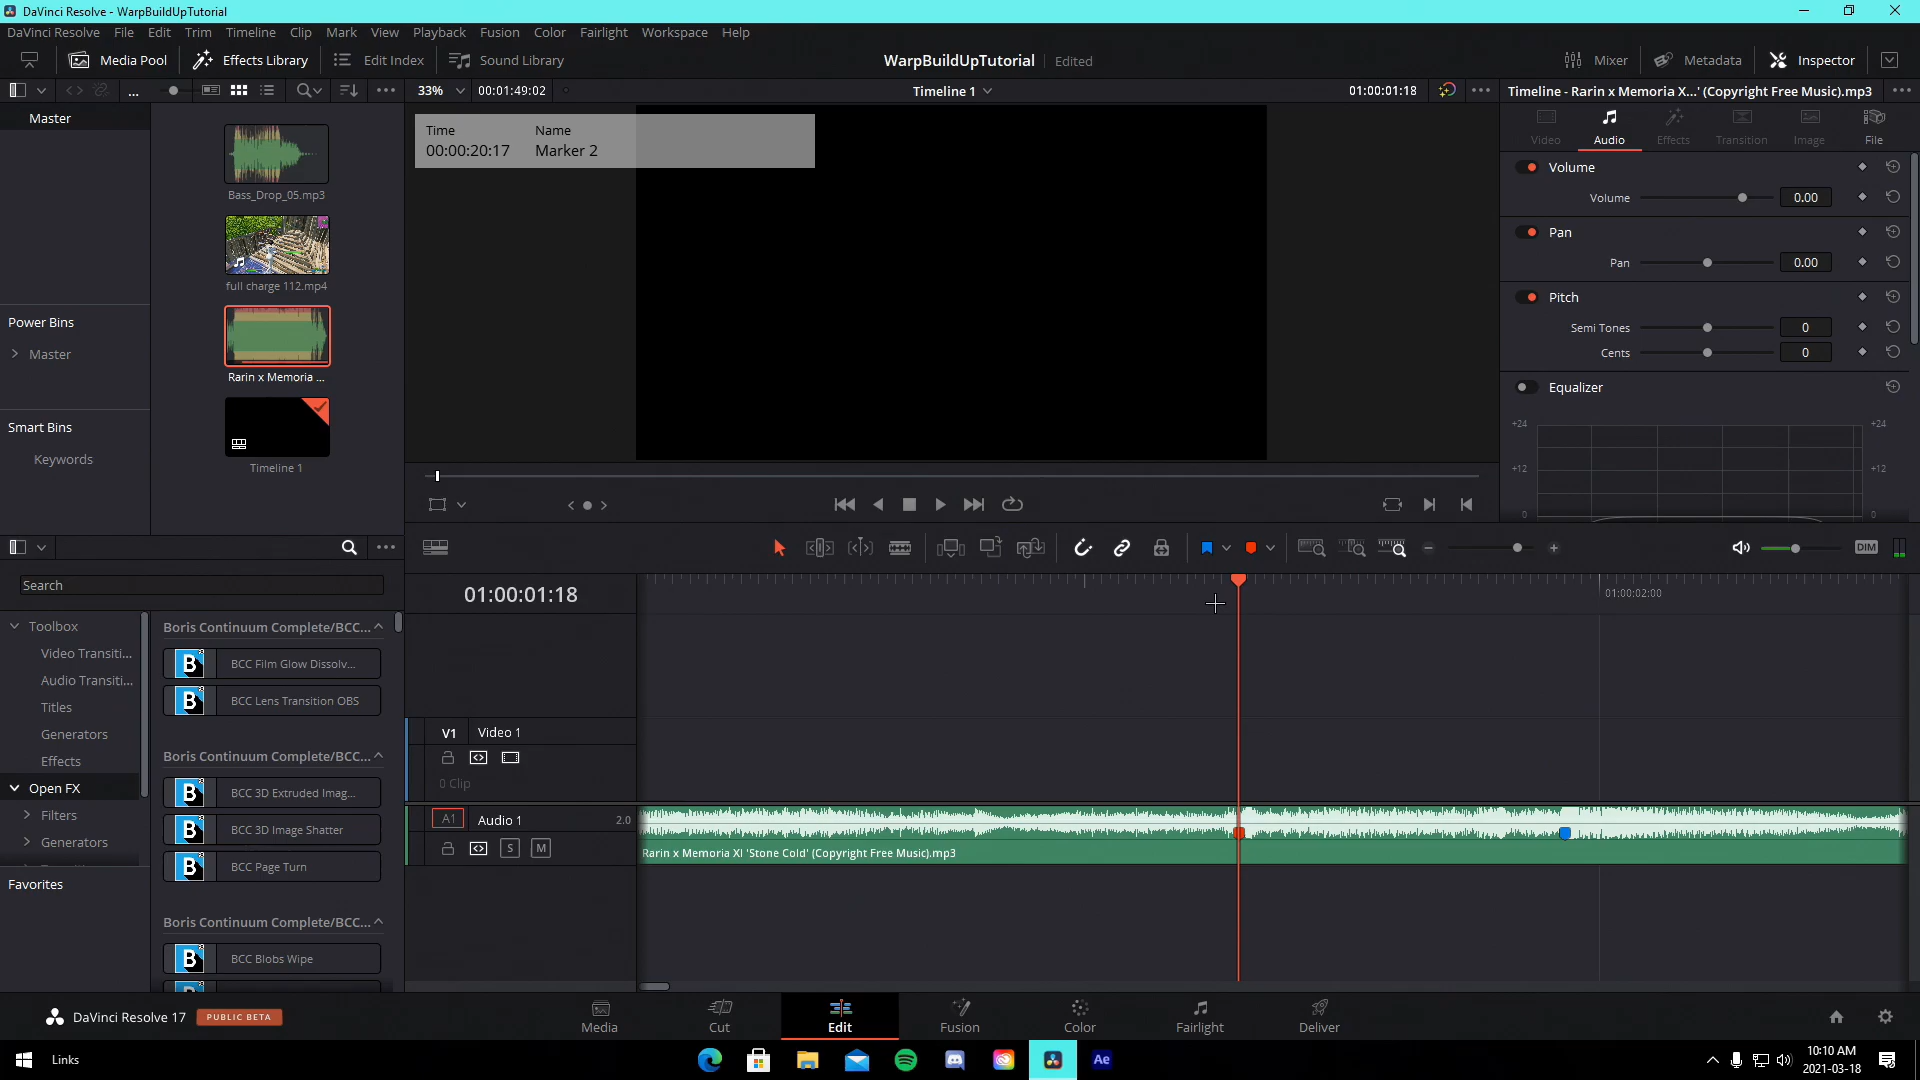 DaVinci Resolve - WarpBuildUpTutorial
DaVinci Resolve File Edit Trim Timeline Clip Mark View Playback Fusion Color Fairlight Workspace Help
Media Pool Effects Library Edit Index Sound Library WarpBuildUpTutorial Edited Mixer Metadata Inspector
... 33% 00:01:49:02 Timeline 1 01:00:01:18 Timeline - Rarin x Memoria X...' (Copyright Free Music).mp3
Master
Time Name
00:00:20:17 Marker 2
Video Audio Effects Transition Image File
Volume
Volume 0.00
Bass_Drop_05.mp3
Pan
Pan 0.00
full charge 112.mp4
Pitch
Semi Tones 0
Cents 0
Power Bins
Master
Rarin x Memoria ...
Equalizer
+24 +24
+12 +12
0 0
Smart Bins
Keywords
Timeline 1
DIM
Search
01:00:01:18
01:00:02:00
Toolbox
Video Transiti...
Audio Transiti...
Titles
Generators
Effects
Open FX
Filters
Generators
Favorites
Boris Continuum Complete/BCC...
B BCC Film Glow Dissolv...
B BCC Lens Transition OBS
Boris Continuum Complete/BCC...
B BCC 3D Extruded Imag...
B BCC 3D Image Shatter
B BCC Page Turn
Boris Continuum Complete/BCC...
B BCC Blobs Wipe
V1 Video 1
0 Clip
A1 Audio 1 2.0
S M
Rarin x Memoria XI 'Stone Cold' (Copyright Free Music).mp3
DaVinci Resolve 17 PUBLIC BETA
Media Cut Edit Fusion Color Fairlight Deliver
Links
Ae
10:10 AM
2021-03-18